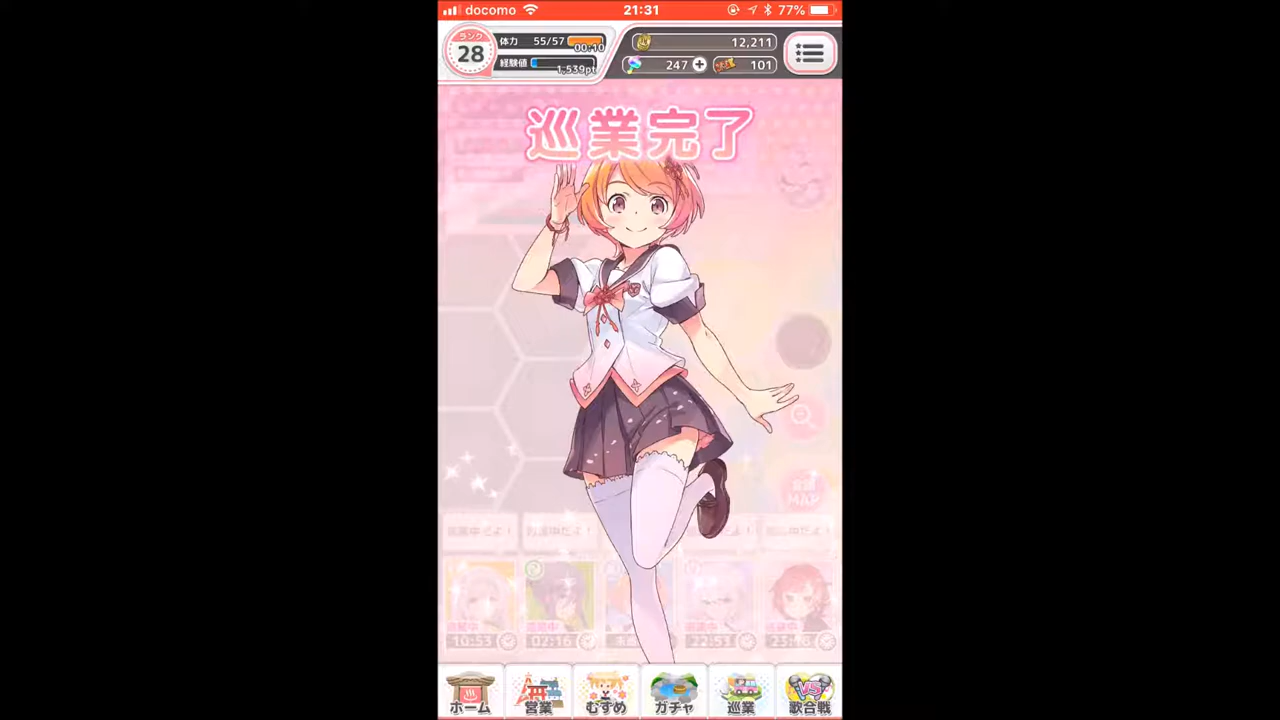 docomo 21:31 77%
ランク 28
体力 55/57 00:10
経験値 1,539pt
12,211
247 101
巡業完了
10:53 02:16 22:53
ホーム 営業 むすめ ガチャ 巡業 VS 歌合戦